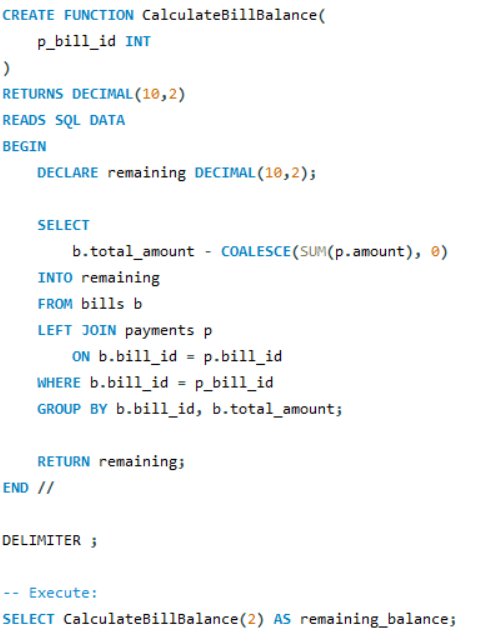 CREATE FUNCTION CalculateBillBalance(
    p_bill_id INT
)
RETURNS DECIMAL(10,2)
READS SQL DATA
BEGIN
    DECLARE remaining DECIMAL(10,2);

    SELECT
        b.total_amount - COALESCE(SUM(p.amount), 0)
    INTO remaining
    FROM bills b
    LEFT JOIN payments p
        ON b.bill_id = p.bill_id
    WHERE b.bill_id = p_bill_id
    GROUP BY b.bill_id, b.total_amount;

    RETURN remaining;
END //

DELIMITER ;

-- Execute:
SELECT CalculateBillBalance(2) AS remaining_balance;